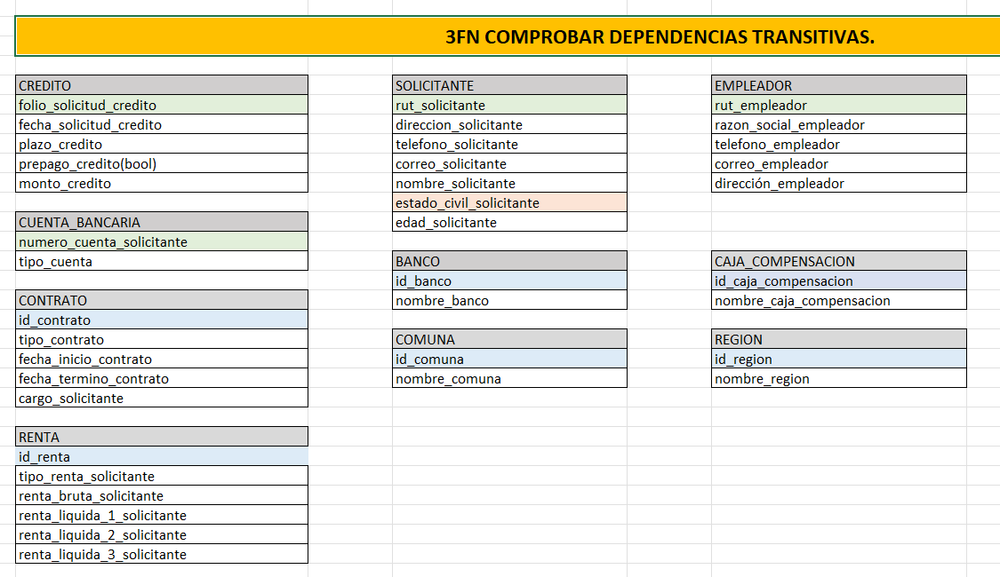 3FN COMPROBAR DEPENDENCIAS TRANSITIVAS.
CREDITO
folio_solicitud_credito
fecha_solicitud_credito
plazo_credito
prepago_credito(bool)
monto_credito
CUENTA_BANCARIA
numero_cuenta_solicitante
tipo_cuenta
CONTRATO
id_contrato
tipo_contrato
fecha_inicio_contrato
fecha_termino_contrato
cargo_solicitante
RENTA
id_renta
tipo_renta_solicitante
renta_bruta_solicitante
renta_liquida_1_solicitante
renta_liquida_2_solicitante
renta_liquida_3_solicitante
SOLICITANTE
rut_solicitante
direccion_solicitante
telefono_solicitante
correo_solicitante
nombre_solicitante
estado_civil_solicitante
edad_solicitante
BANCO
id_banco
nombre_banco
COMUNA
id_comuna
nombre_comuna
EMPLEADOR
rut_empleador
razon_social_empleador
telefono_empleador
correo_empleador
dirección_empleador
CAJA_COMPENSACION
id_caja_compensacion
nombre_caja_compensacion
REGION
id_region
nombre_region